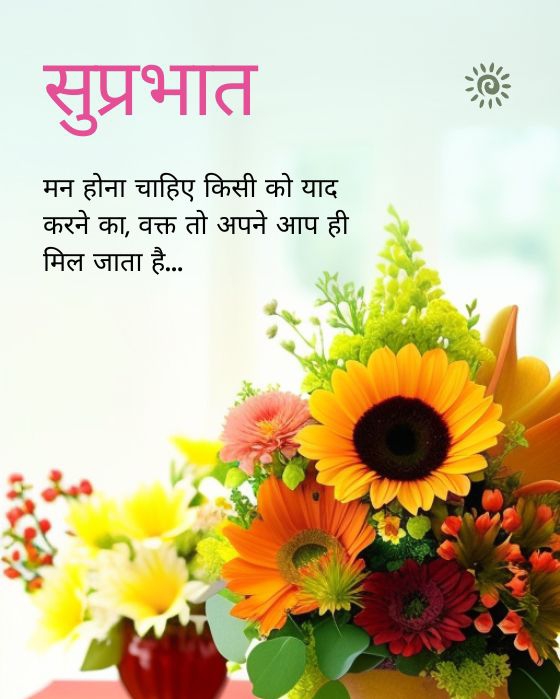 सुप्रभात
मन होना चाहिए किसी को याद
करने का, वक्त तो अपने आप ही
मिल जाता है...